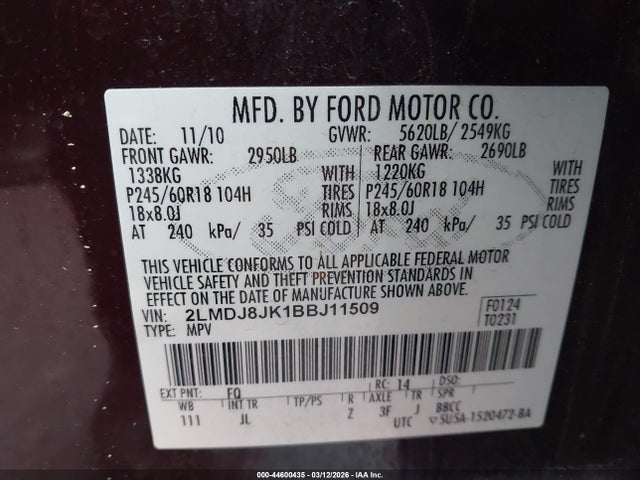 MFD. BY FORD MOTOR CO.
DATE: 11/10 GVWR: 5620LB/ 2549KG
FRONT GAWR: 2950LB REAR GAWR: 2690LB
1338KG WITH 1220KG WITH
P245/60R18 104H TIRES P245/60R18 104H TIRES
18x8.0J RIMS 18x8.0J RIMS
AT 240 kPa/ 35 PSI COLD AT 240 kPa/ 35 PSI COLD
THIS VEHICLE CONFORMS TO ALL APPLICABLE FEDERAL MOTOR
VEHICLE SAFETY AND THEFT PREVENTION STANDARDS IN
EFFECT ON THE DATE OF MANUFACTURE SHOWN ABOVE.
VIN: 2LMDJ8JK1BBJ11509 F0124
TYPE: MPV T0231
EXT PNT: FQ RC: 14 DSO:
WB INT TR TP/PS R AXLE TR SPR
111 JL Z 3F J BBCC
UTC ▽5U5A-1520472-BA
000-44600435 - 03/12/2026 - IAA Inc.